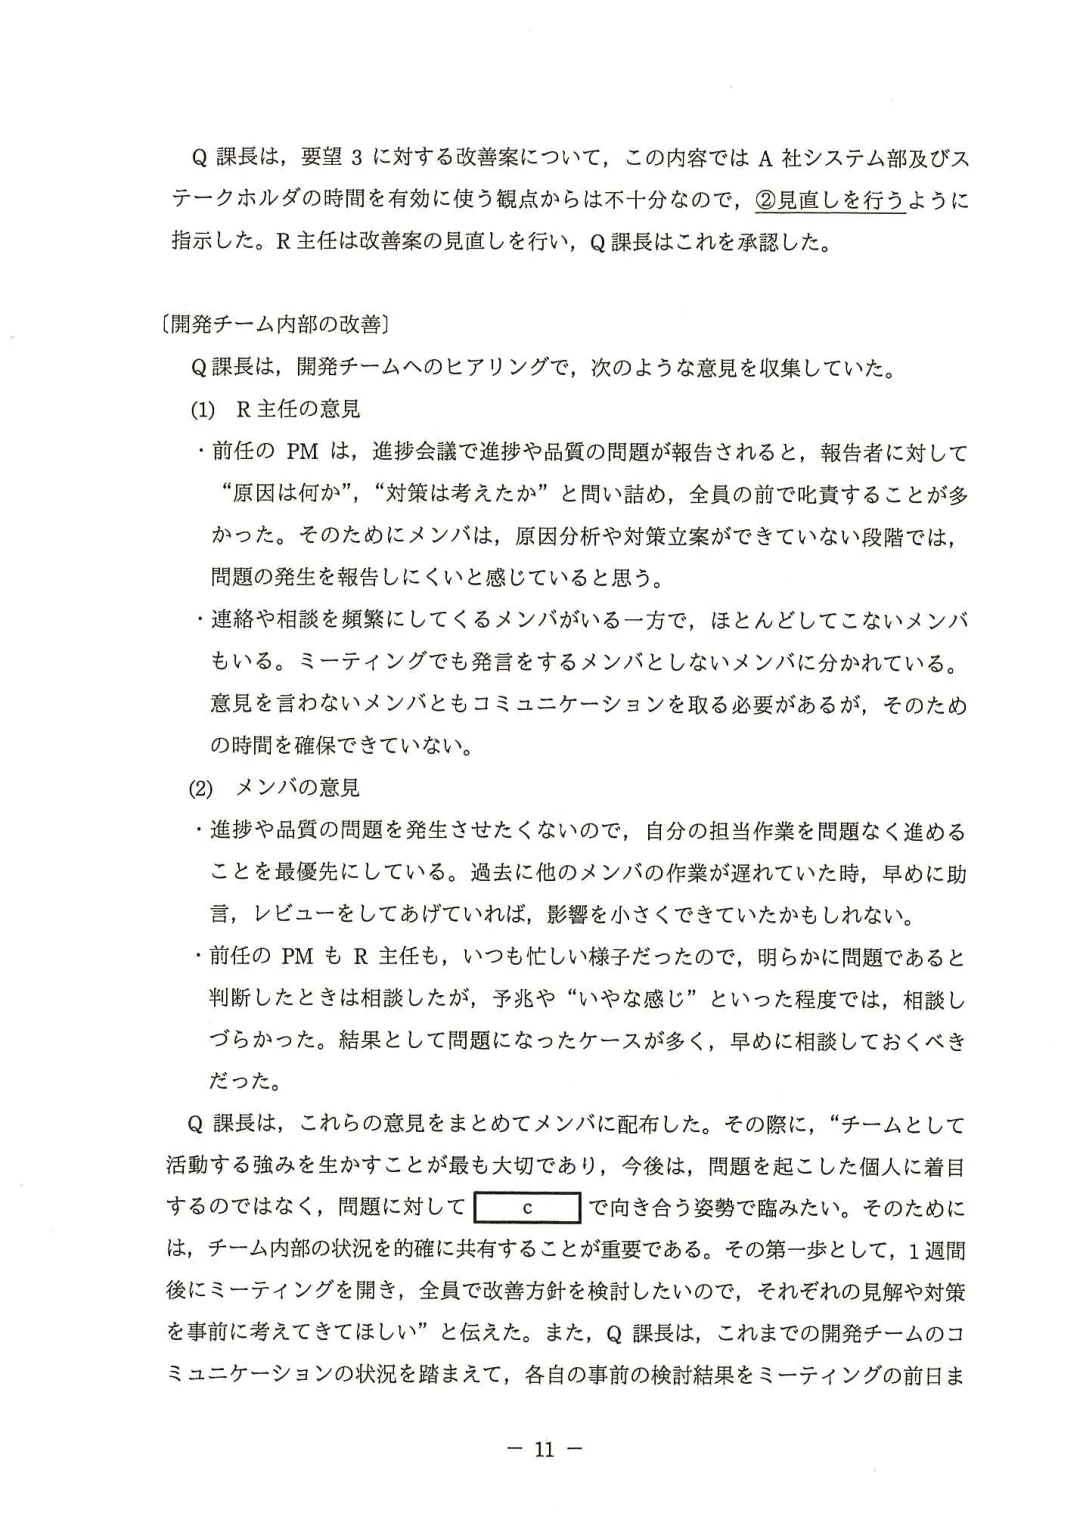 Q 課長は，要望 3 に対する改善案について，この内容では A 社システム部及びス
テークホルダの時間を有効に使う観点からは不十分なので，②見直しを行うように
指示した。R 主任は改善案の見直しを行い，Q 課長はこれを承認した。
〔開発チーム内部の改善〕
Q 課長は，開発チームへのヒアリングで，次のような意見を収集していた。
(1) R 主任の意見
・前任の PM は，進捗会議で進捗や品質の問題が報告されると，報告者に対して
“原因は何か”，“対策は考えたか” と問い詰め，全員の前で叱責することが多
かった。そのためにメンバは，原因分析や対策立案ができていない段階では，
問題の発生を報告しにくいと感じていると思う。
・連絡や相談を頻繁にしてくるメンバがいる一方で，ほとんどしてこないメンバ
もいる。ミーティングでも発言をするメンバとしないメンバに分かれている。
意見を言わないメンバともコミュニケーションを取る必要があるが，そのため
の時間を確保できていない。
(2) メンバの意見
・進捗や品質の問題を発生させたくないので，自分の担当作業を問題なく進める
ことを最優先にしている。過去に他のメンバの作業が遅れていた時，早めに助
言，レビューをしてあげていれば，影響を小さくできていたかもしれない。
・前任の PM も R 主任も，いつも忙しい様子だったので，明らかに問題であると
判断したときは相談したが，予兆や “いやな感じ” といった程度では，相談し
づらかった。結果として問題になったケースが多く，早めに相談しておくべき
だった。
Q 課長は，これらの意見をまとめてメンバに配布した。その際に，“チームとして
活動する強みを生かすことが最も大切であり，今後は，問題を起こした個人に着目
するのではなく，問題に対して c で向き合う姿勢で臨みたい。そのために
は，チーム内部の状況を的確に共有することが重要である。その第一歩として，1 週間
後にミーティングを開き，全員で改善方針を検討したいので，それぞれの見解や対策
を事前に考えてきてほしい” と伝えた。また，Q 課長は，これまでの開発チームのコ
ミュニケーションの状況を踏まえて，各自の事前の検討結果をミーティングの前日ま
－ 11 －